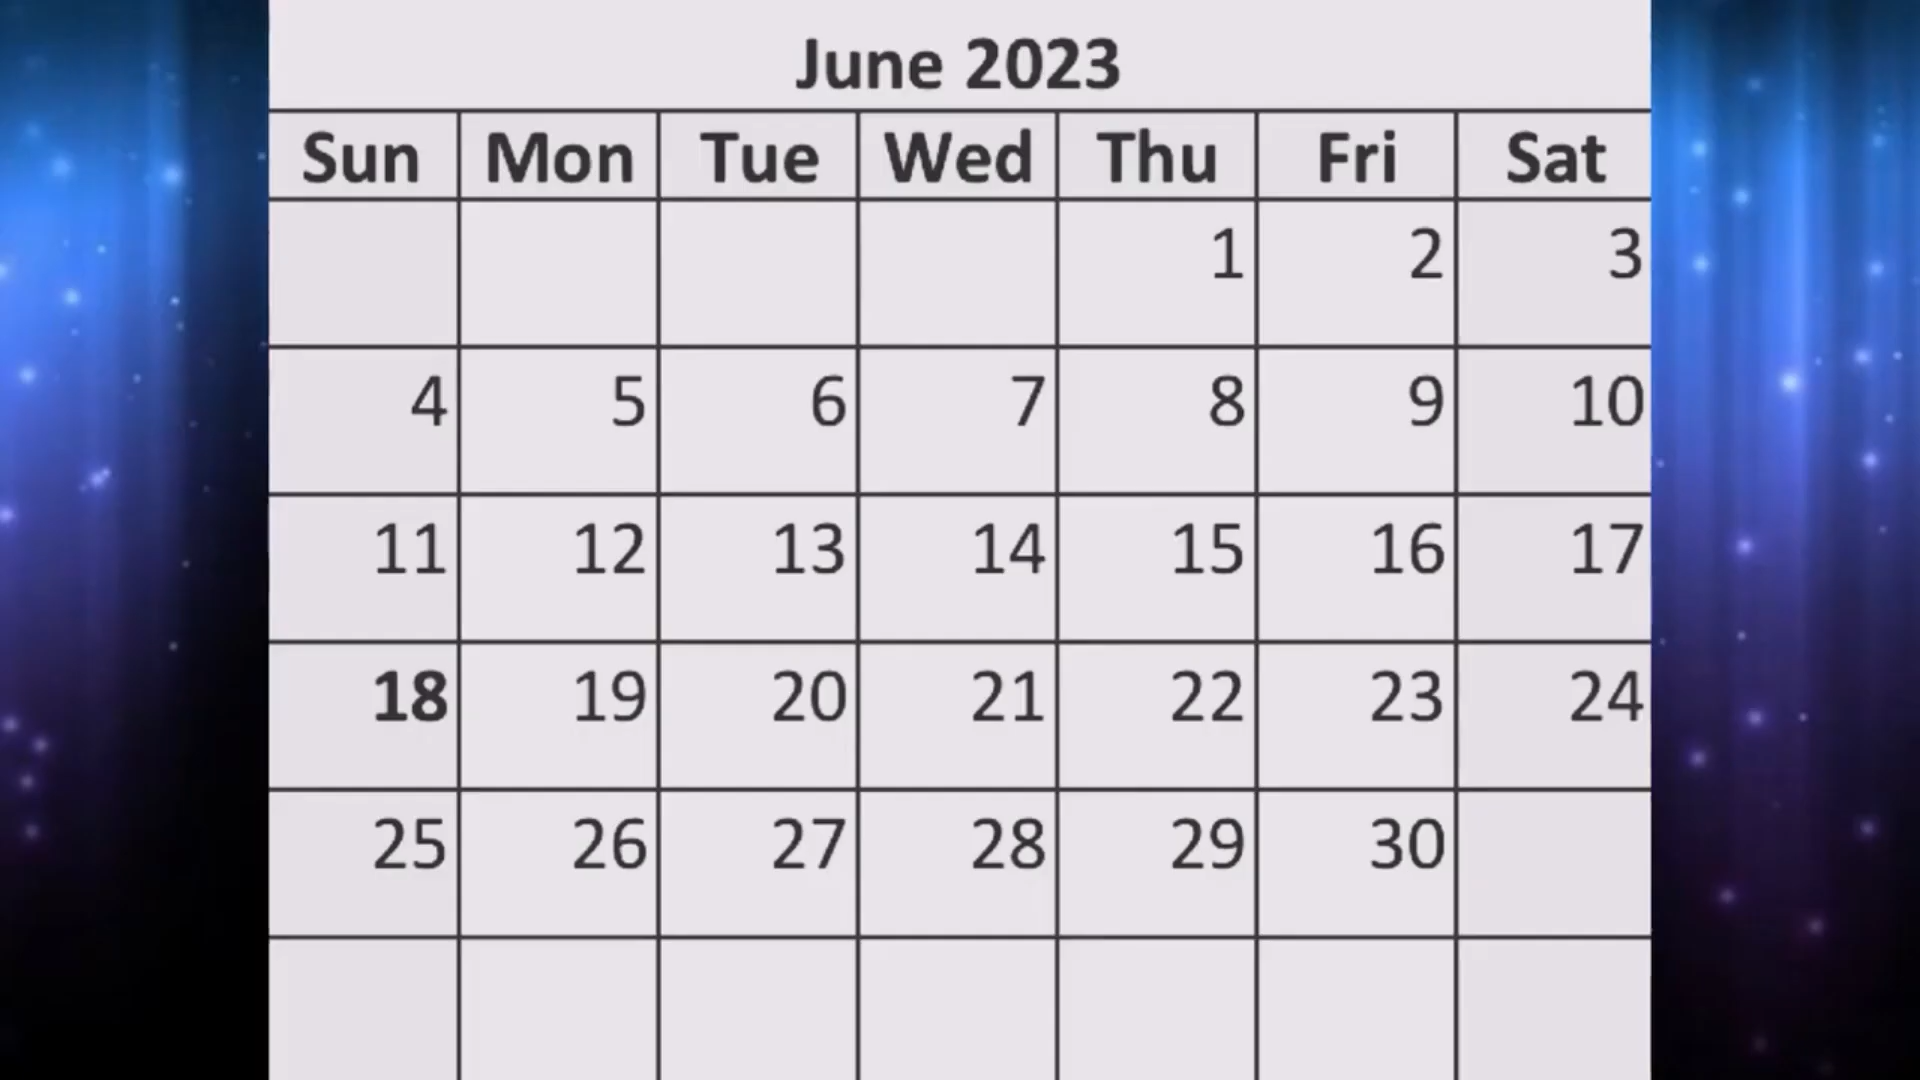 June 2023
Sun Mon Tue Wed Thu Fri Sat
1 2 3
4 5 6 7 8 9 10
11 12 13 14 15 16 17
18 19 20 21 22 23 24
25 26 27 28 29 30